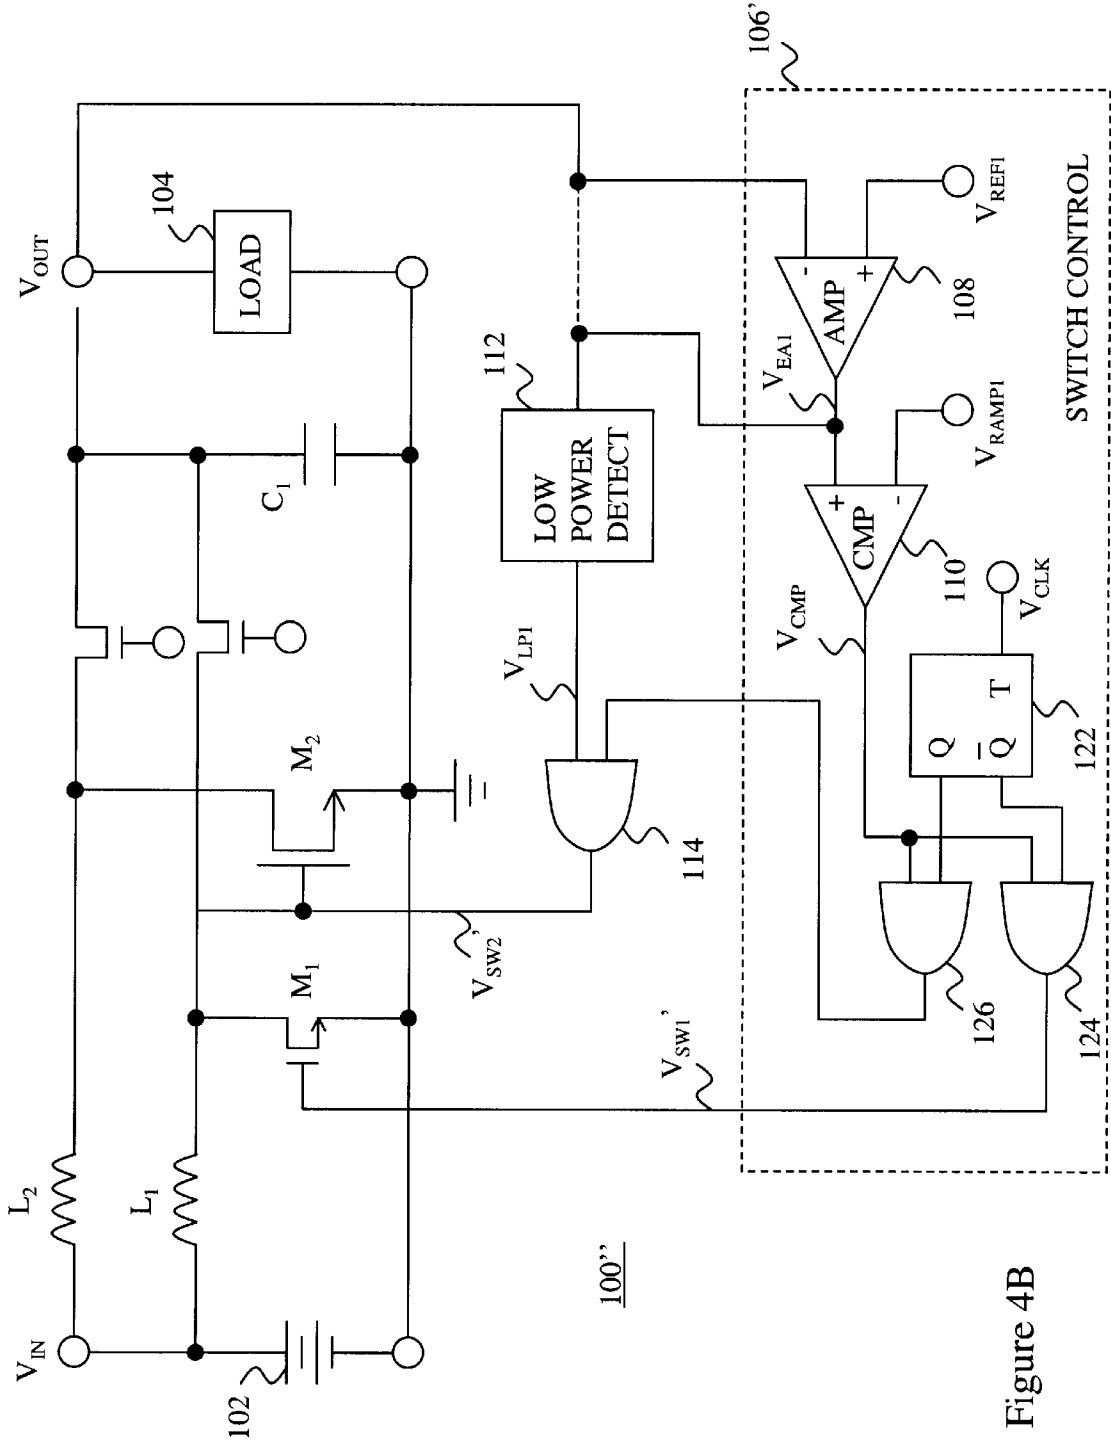 V_IN
L_2
L_1
102
M_1
M_2
V_SW2'
C_1
V_OUT
104
LOAD
100''
V_SW1'
114
V_LP1
112
LOW
POWER
DETECT
106'
V_EA1
AMP
-
+
108
V_REF1
V_CMP
CMP
+
-
110
V_RAMP1
126
124
Q
Q̅
T
122
V_CLK
SWITCH CONTROL
Figure 4B